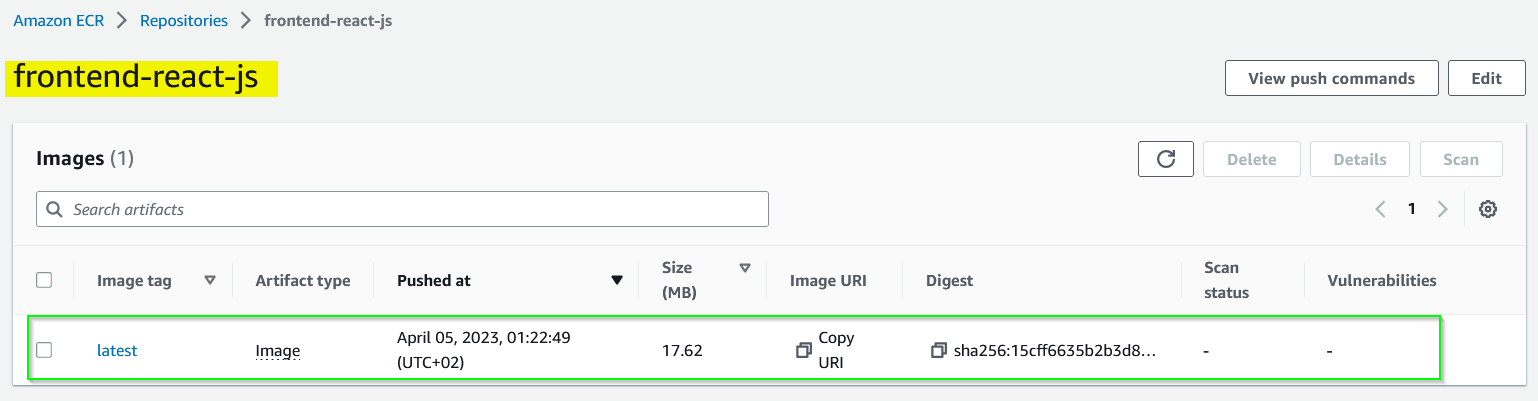 Amazon ECR > Repositories > frontend-react-js
frontend-react-js
View push commands
Edit
Images (1)
Delete
Details
Scan
Search artifacts
1
Image tag
Artifact type
Pushed at
Size
(MB)
Image URI
Digest
Scan
status
Vulnerabilities
latest
Image
April 05, 2023, 01:22:49
(UTC+02)
17.62
Copy
URI
sha256:15cff6635b2b3d8...
-
-